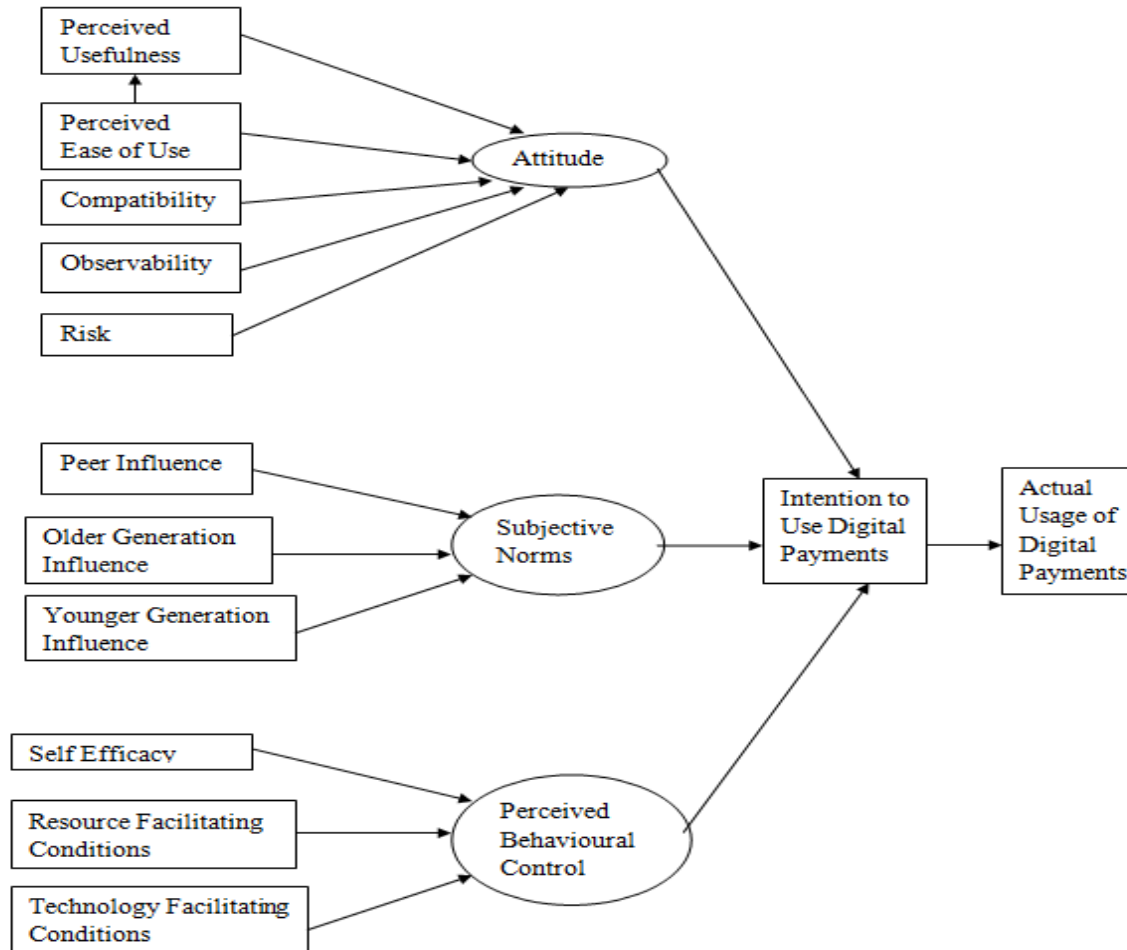 Perceived
Usefulness
Perceived
Ease of Use
Attitude
Compatibility
Observability
Risk
Peer Influence
Older Generation
Influence
Younger Generation
Influence
Subjective
Norms
Intention to
Use Digital
Payments
Actual
Usage of
Digital
Payments
Self Efficacy
Resource Facilitating
Conditions
Technology Facilitating
Conditions
Perceived
Behavioural
Control